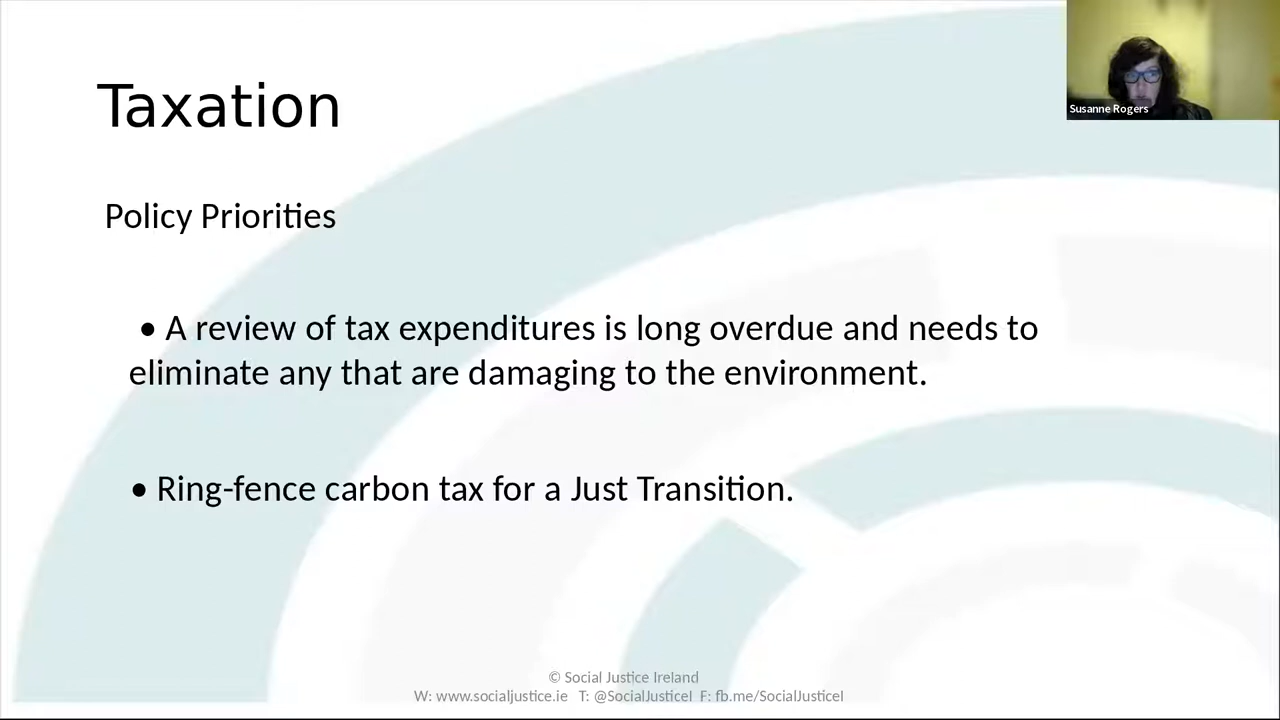 Taxation
Susanne Rogers
Policy Priorities
• A review of tax expenditures is long overdue and needs to
eliminate any that are damaging to the environment.
• Ring-fence carbon tax for a Just Transition.
© Social Justice Ireland
W: www.socialjustice.ie T: @SocialJusticeI F: fb.me/SocialJusticeI